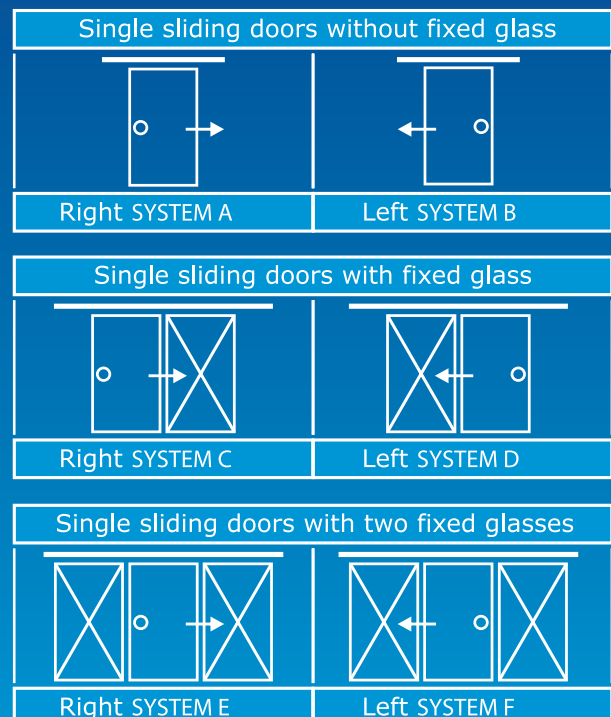 Single sliding doors without fixed glass
Right SYSTEM A
Left SYSTEM B
Single sliding doors with fixed glass
Right SYSTEM C
Left SYSTEM D
Single sliding doors with two fixed glasses
Right SYSTEM E
Left SYSTEM F